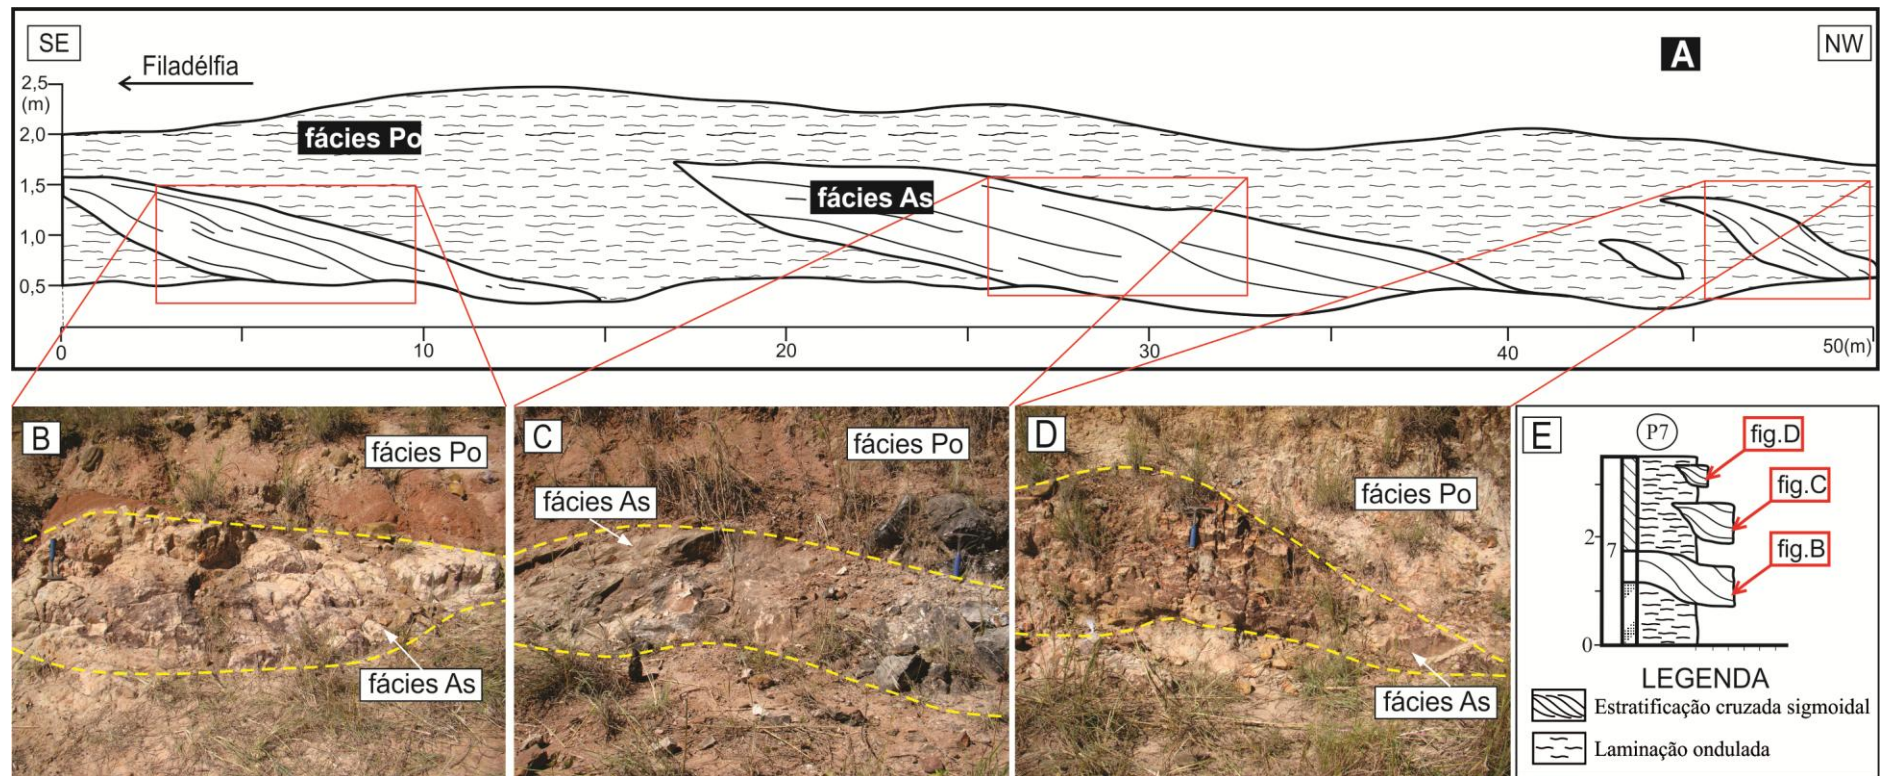 SE
Filadélfia
A
NW
2,5
(m)
2,0
1,5
1,0
0,5
fácies Po
fácies As
0
10
20
30
40
50(m)
B
fácies Po
fácies As
C
fácies Po
fácies As
D
fácies Po
fácies As
E
P7
fig.D
fig.C
fig.B
2
7
0
LEGENDA
Estratificação cruzada sigmoidal
Laminação ondulada